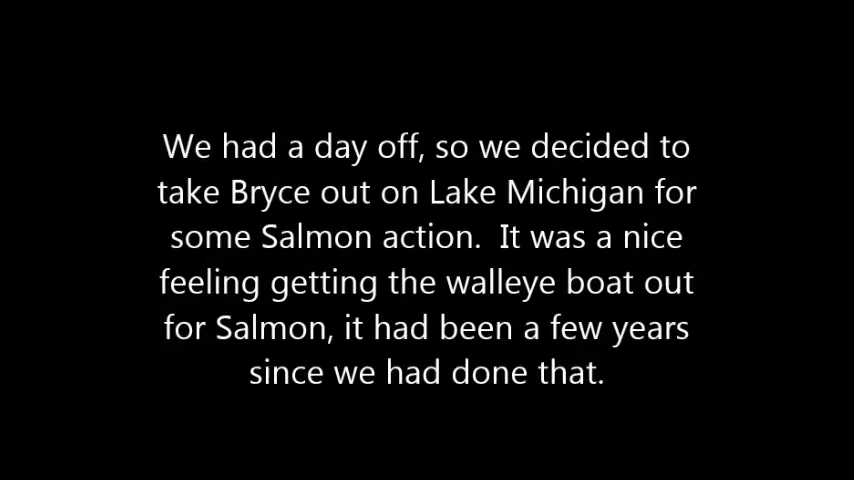 We had a day off, so we decided to
take Bryce out on Lake Michigan for
some Salmon action.  It was a nice
feeling getting the walleye boat out
for Salmon, it had been a few years
since we had done that.